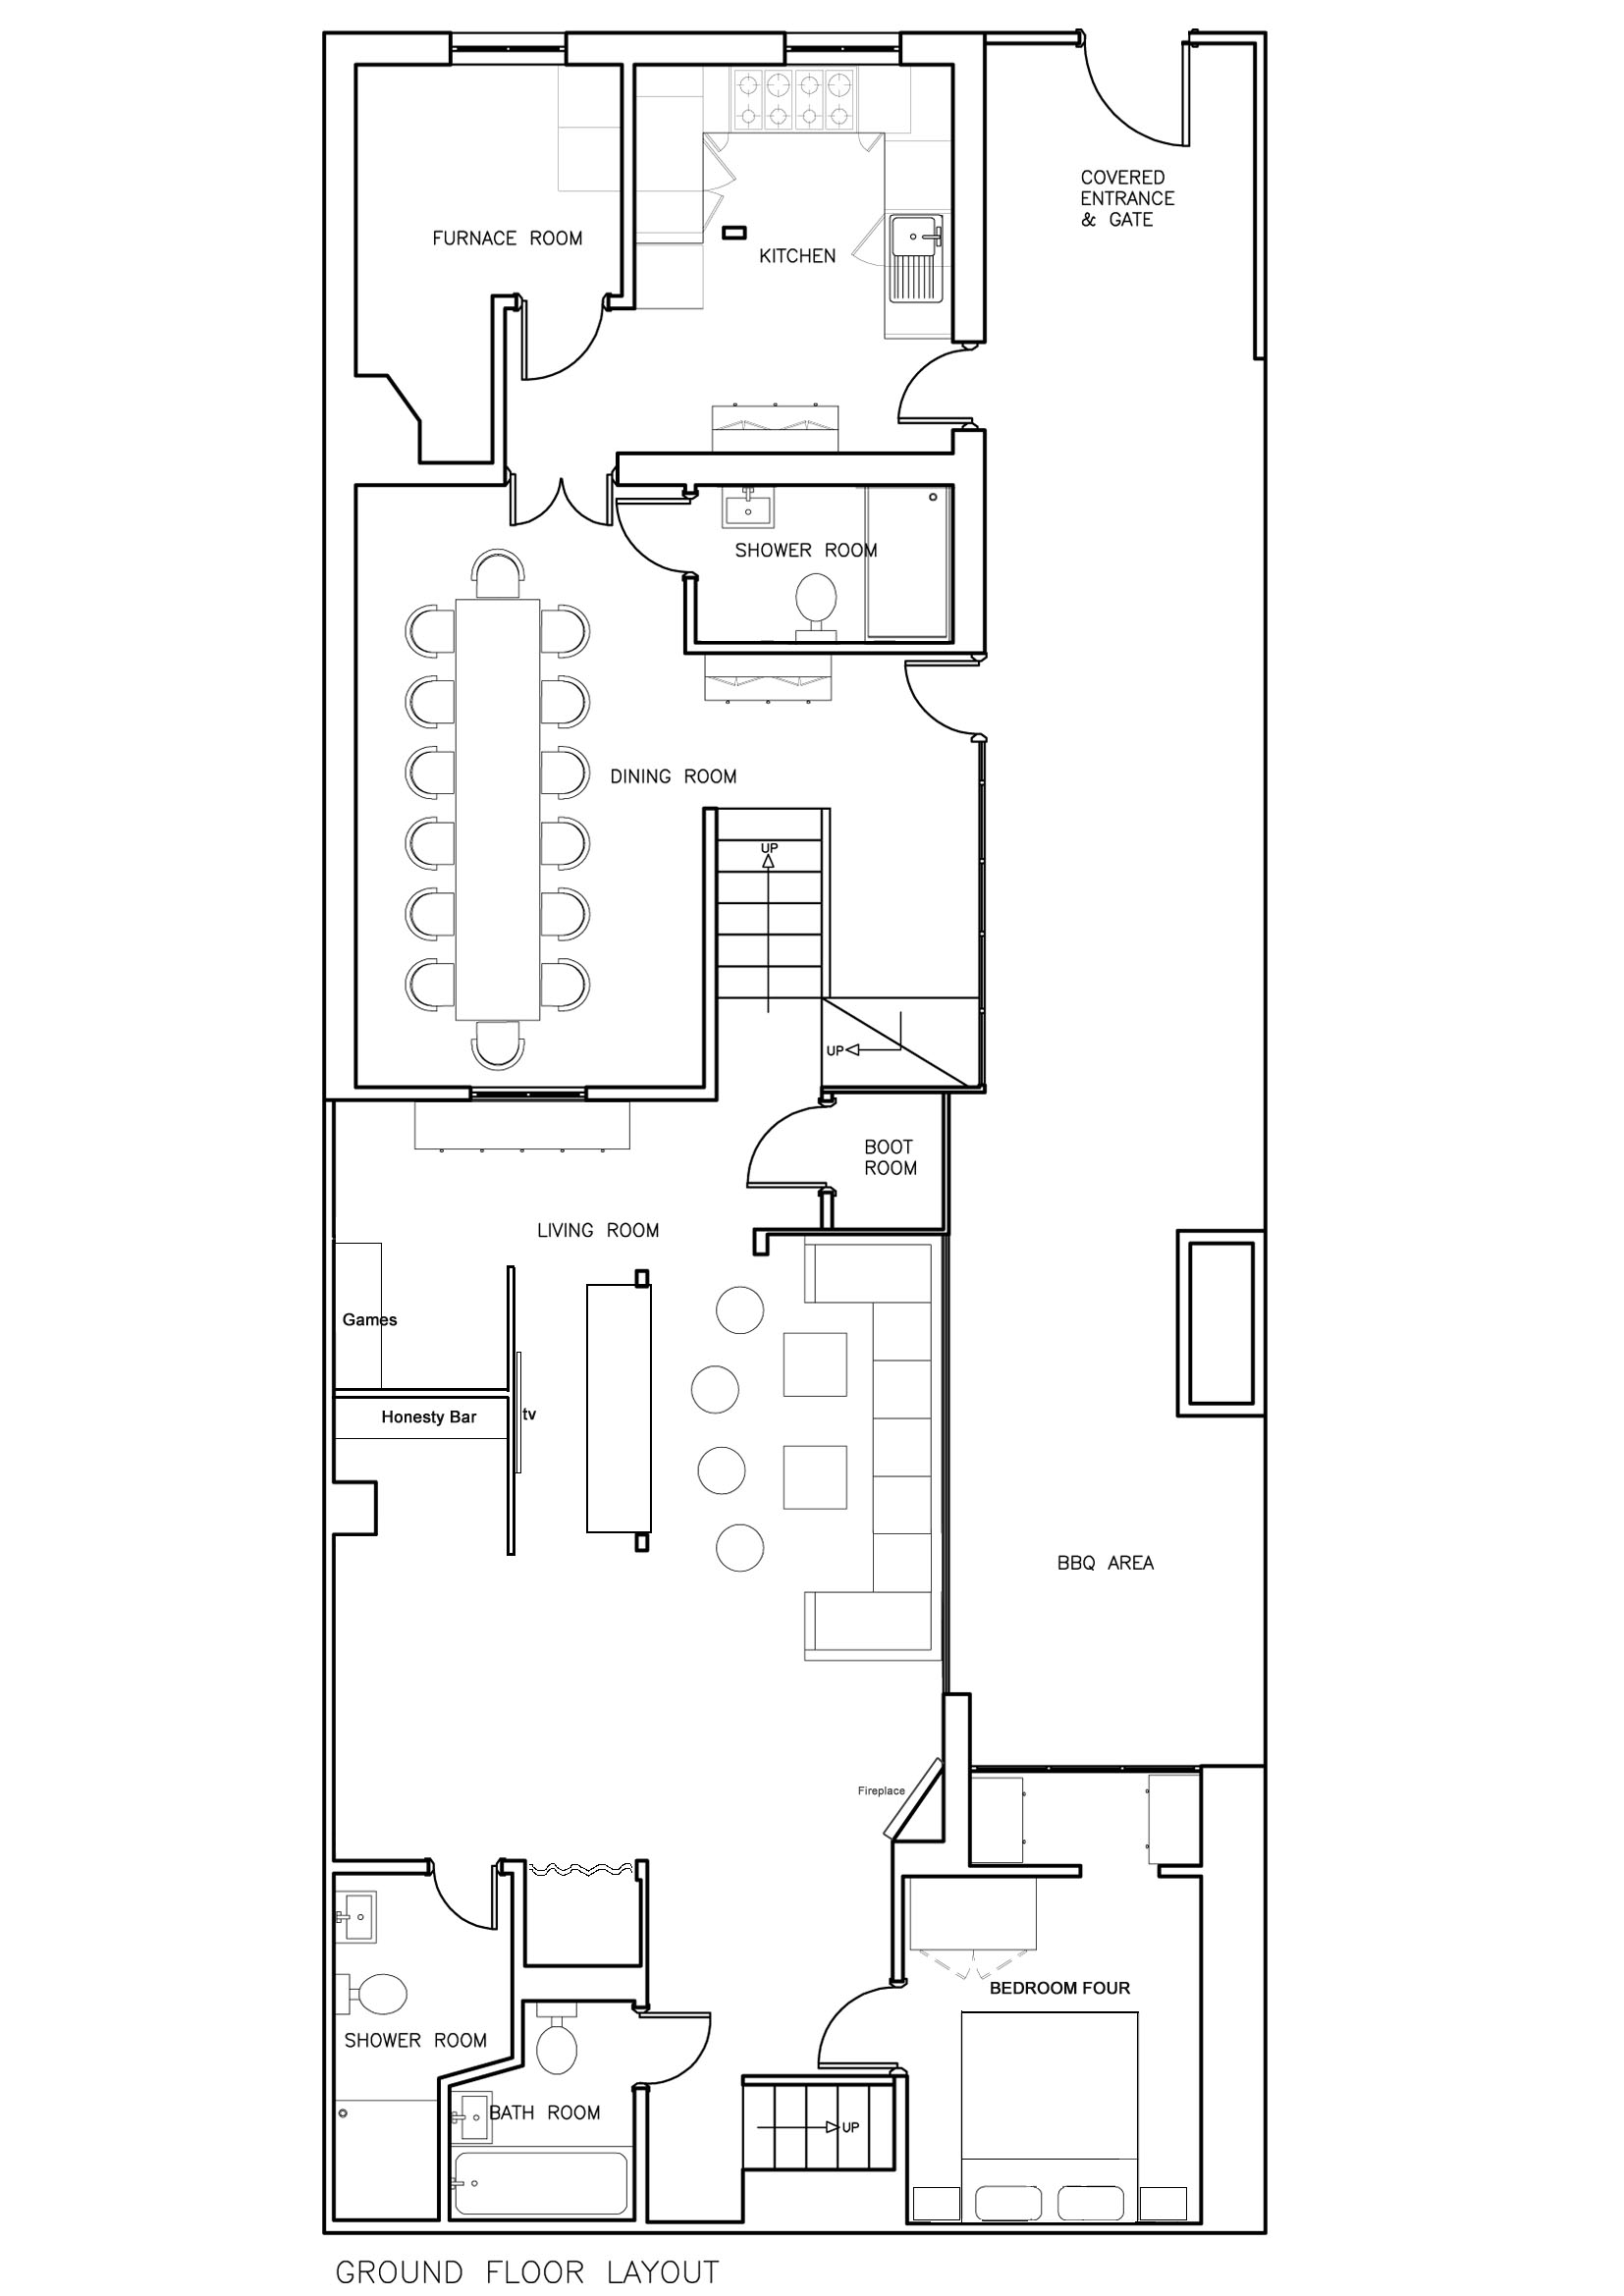 COVERED
ENTRANCE
& GATE
FURNACE ROOM
KITCHEN
SHOWER ROOM
DINING ROOM
UP
UP
BOOT
ROOM
LIVING ROOM
Games
Honesty Bar
tv
BBQ AREA
Fireplace
BEDROOM FOUR
SHOWER ROOM
BATH ROOM
UP
GROUND FLOOR LAYOUT